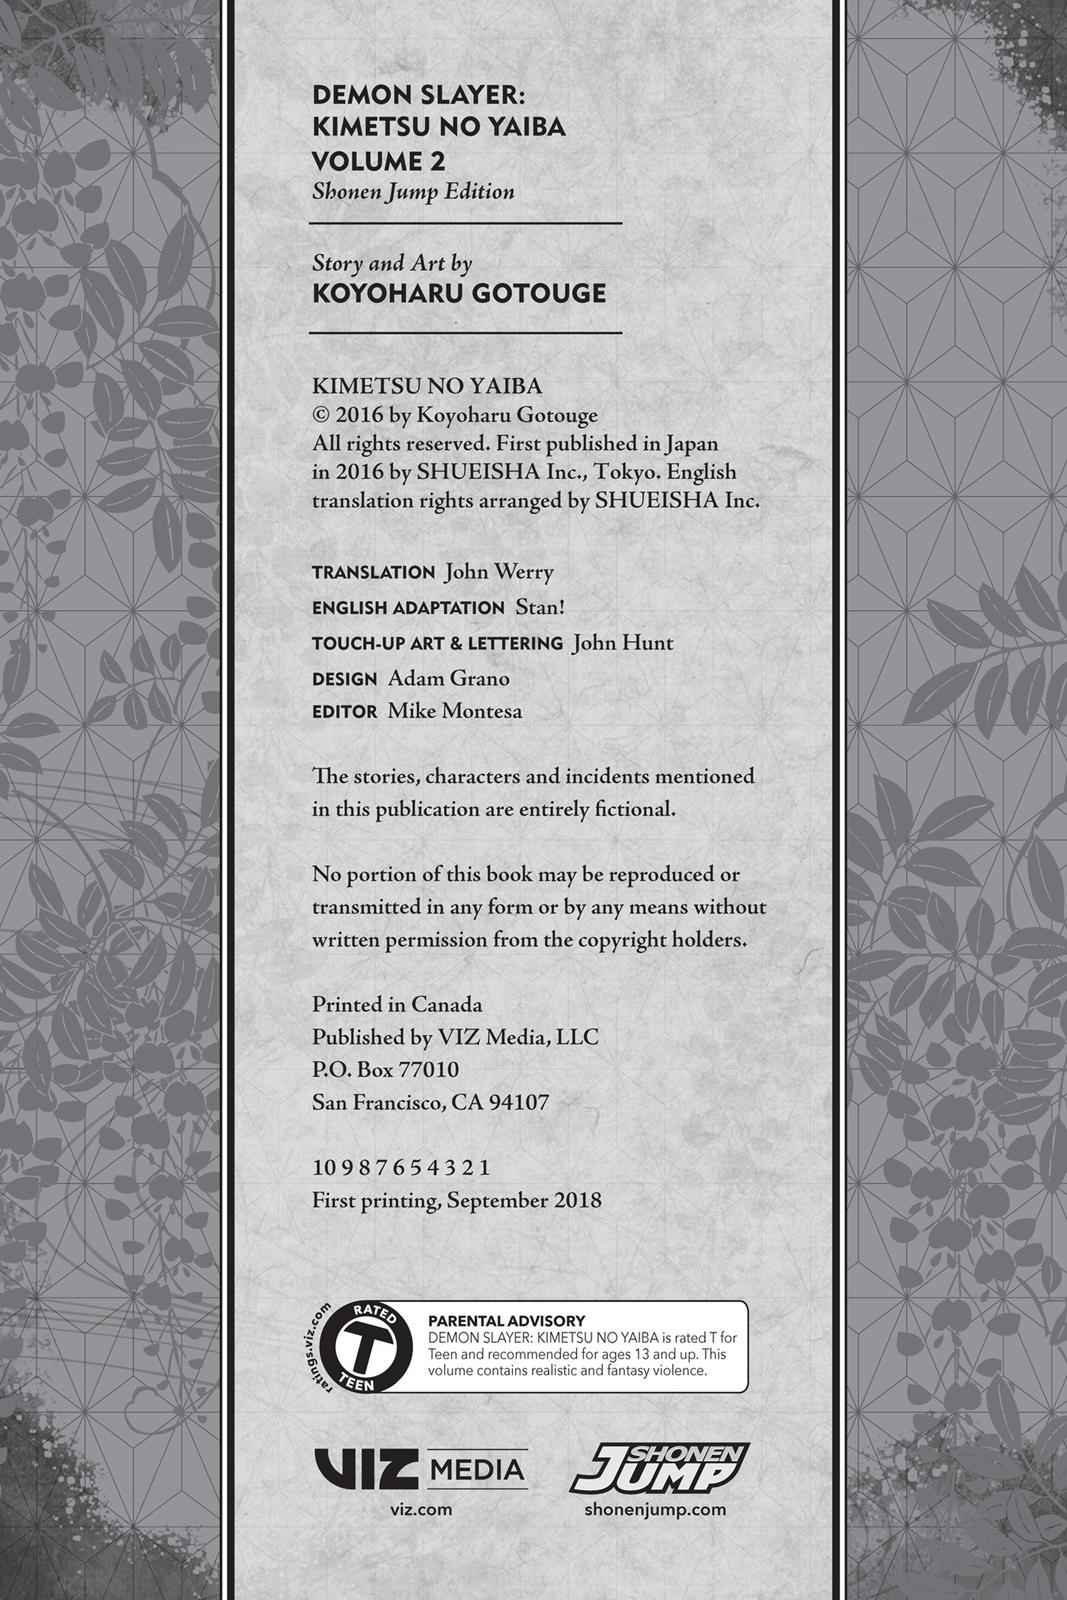 DEMON SLAYER:
KIMETSU NO YAIBA
VOLUME 2
Shonen Jump Edition
Story and Art by
KOYOHARU GOTOUGE
KIMETSU NO YAIBA
© 2016 by Koyoharu Gotouge
All rights reserved. First published in Japan
in 2016 by SHUEISHA Inc., Tokyo. English
translation rights arranged by SHUEISHA Inc.
TRANSLATION John Werry
ENGLISH ADAPTATION Stan!
TOUCH-UP ART & LETTERING John Hunt
DESIGN Adam Grano
EDITOR Mike Montesa
The stories, characters and incidents mentioned
in this publication are entirely fictional.
No portion of this book may be reproduced or
transmitted in any form or by any means without
written permission from the copyright holders.
Printed in Canada
Published by VIZ Media, LLC
P.O. Box 77010
San Francisco, CA 94107
10 9 8 7 6 5 4 3 2 1
First printing, September 2018
ratings.viz.com
RATED
T
TEEN
PARENTAL ADVISORY
DEMON SLAYER: KIMETSU NO YAIBA is rated T for
Teen and recommended for ages 13 and up. This
volume contains realistic and fantasy violence.
VIZ MEDIA
viz.com
SHONEN
JUMP
shonenjump.com